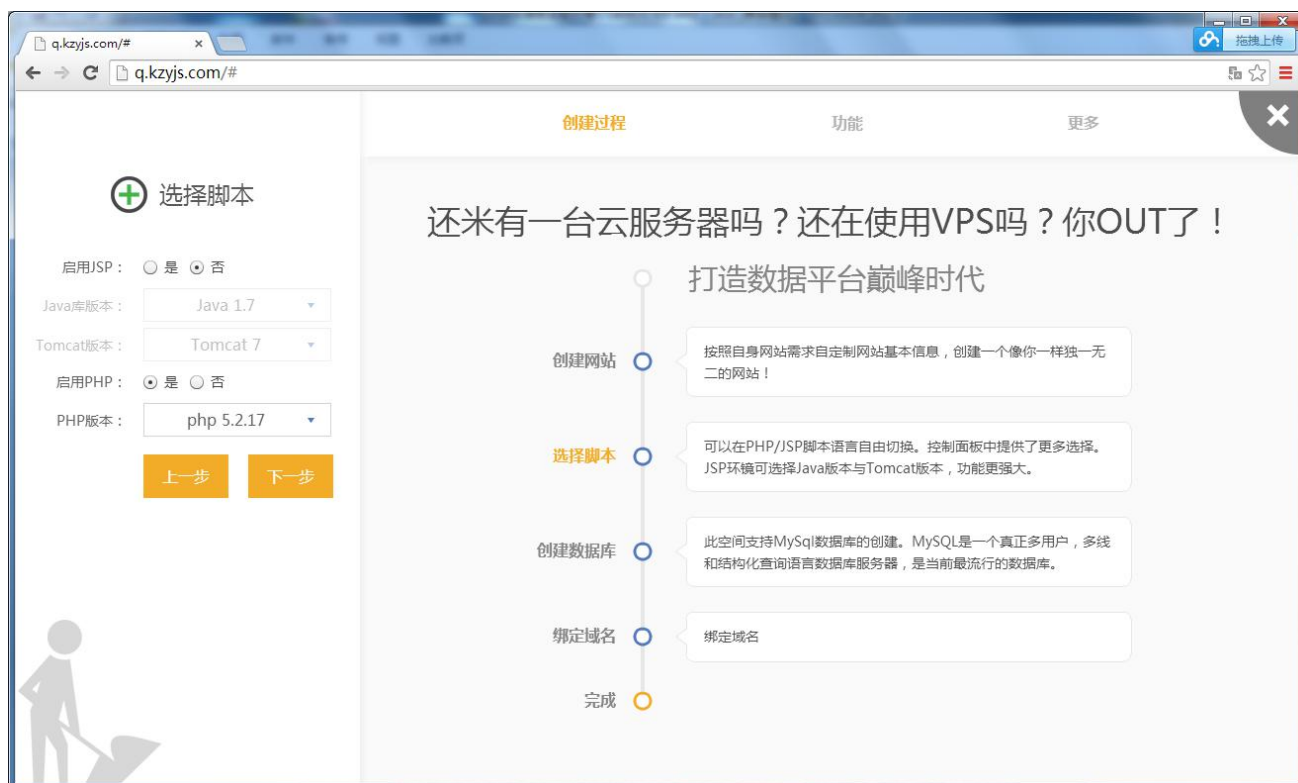 q.kzyjs.com/#
拖拽上传
q.kzyjs.com/#
创建过程 功能 更多
选择脚本
启用JSP： 是 否
Java库版本： Java 1.7
Tomcat版本： Tomcat 7
启用PHP： 是 否
PHP版本： php 5.2.17
上一步 下一步
还米有一台云服务器吗？还在使用VPS吗？你OUT了！
打造数据平台巅峰时代
创建网站
按照自身网站需求自定制网站基本信息，创建一个像你一样独一无
二的网站！
选择脚本
可以在PHP/JSP脚本语言自由切换。控制面板中提供了更多选择。
JSP环镜可选择Java版本与Tomcat版本，功能更强大。
创建数据库
此空间支持MySql数据库的创建。MySQL是一个真正多用户，多线
和结构化查询语言数据库服务器，是当前最流行的数据库。
绑定域名
绑定域名
完成